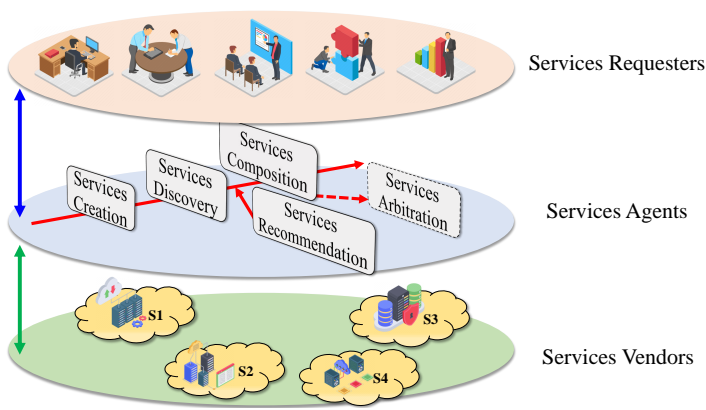 Services Requesters
Services
Composition
Services
Discovery
Services
Creation
Services
Arbitration
Services
Recommendation
Services Agents
S1
S3
S2
S4
Services Vendors